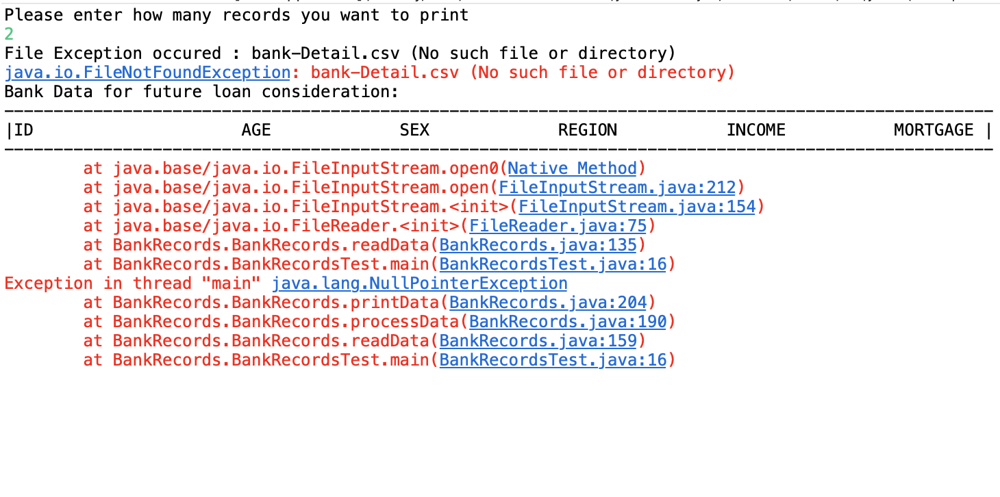 Please enter how many records you want to print
2
File Exception occured : bank-Detail.csv (No such file or directory)
java.io.FileNotFoundException: bank-Detail.csv (No such file or directory)
Bank Data for future loan consideration:
----------------------------------------------------------------------------------------------------
|ID                     AGE             SEX             REGION           INCOME           MORTGAGE |
----------------------------------------------------------------------------------------------------
	at java.base/java.io.FileInputStream.open0(Native Method)
	at java.base/java.io.FileInputStream.open(FileInputStream.java:212)
	at java.base/java.io.FileInputStream.<init>(FileInputStream.java:154)
	at java.base/java.io.FileReader.<init>(FileReader.java:75)
	at BankRecords.BankRecords.readData(BankRecords.java:135)
	at BankRecords.BankRecordsTest.main(BankRecordsTest.java:16)
Exception in thread "main" java.lang.NullPointerException
	at BankRecords.BankRecords.printData(BankRecords.java:204)
	at BankRecords.BankRecords.processData(BankRecords.java:190)
	at BankRecords.BankRecords.readData(BankRecords.java:159)
	at BankRecords.BankRecordsTest.main(BankRecordsTest.java:16)